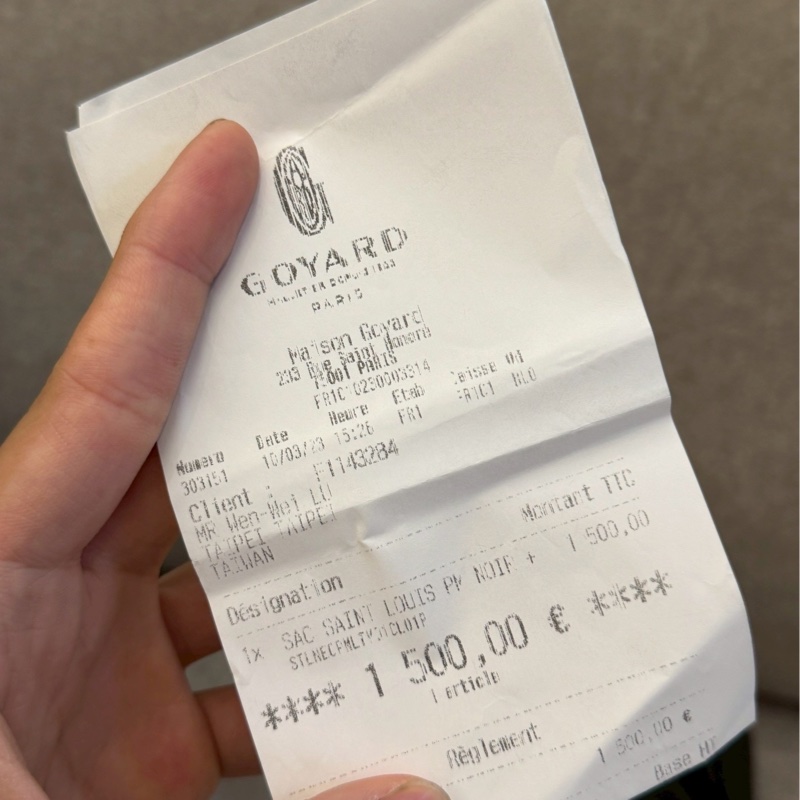 GOYARD
PARIS
Maison Goyard
233 Rue Saint Honoré
75001 PARIS
Numero Date Heure Etab Caisse Vd
303151 10/03/23 15:26 FR1
Client : F1143284
MR Wen-Wei LU
TAIPEI TAIPEI
TAIWAN
Désignation Montant TTC
1x SAC SAINT LOUIS PM NOIR + 1 500,00
**** 1 500,00 € ****
1 article
Règlement
1 500,00 €
Base HT